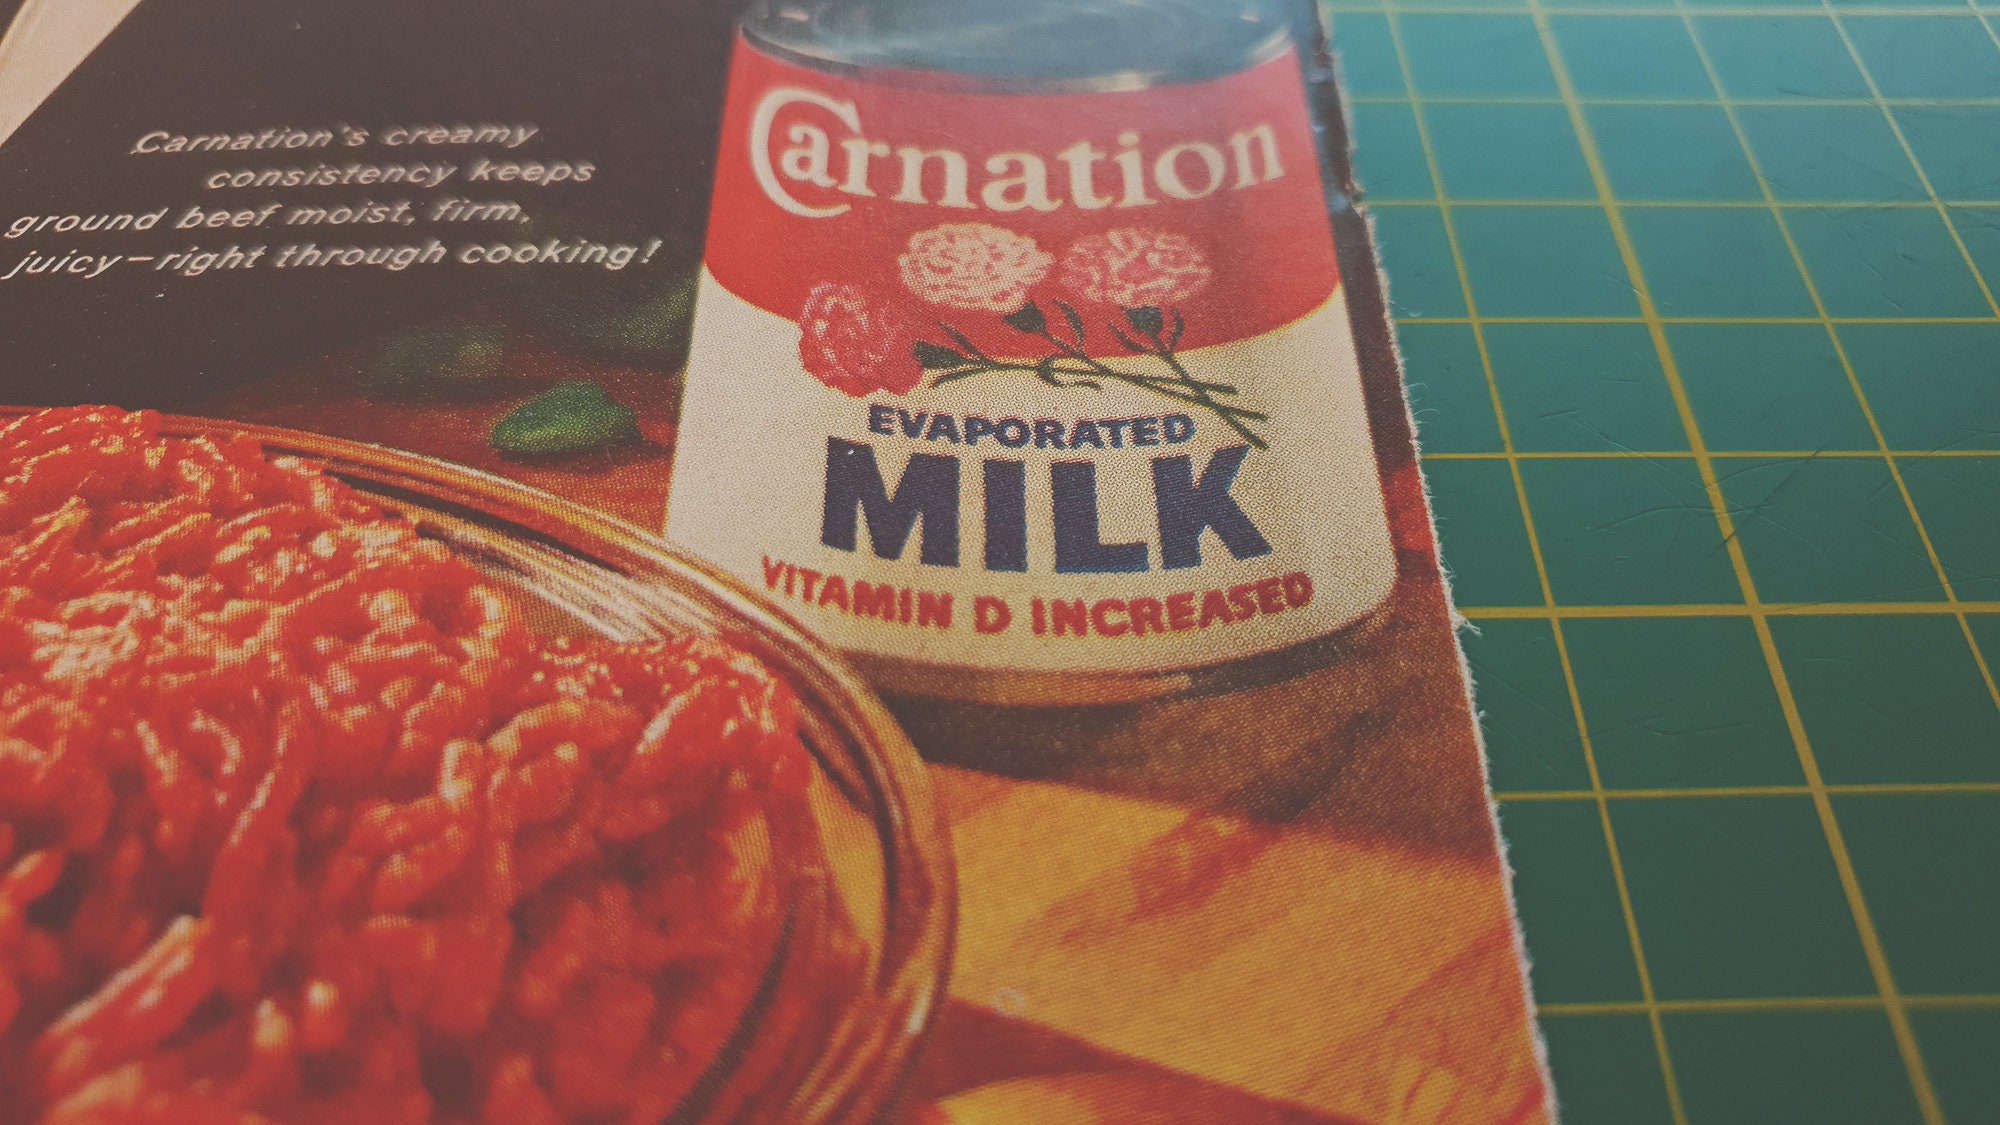 Carnation's creamy
consistency keeps
ground beef moist, firm,
juicy—right through cooking!
Carnation
EVAPORATED
MILK
VITAMIN D INCREASED